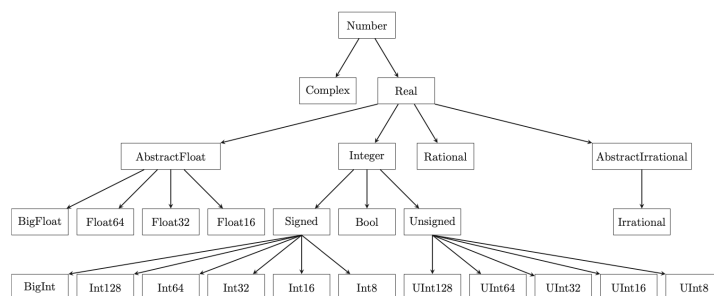 Number
Complex Real
AbstractFloat Integer Rational AbstractIrrational
BigFloat Float64 Float32 Float16 Signed Bool Unsigned Irrational
BigInt Int128 Int64 Int32 Int16 Int8 UInt128 UInt64 UInt32 UInt16 UInt8